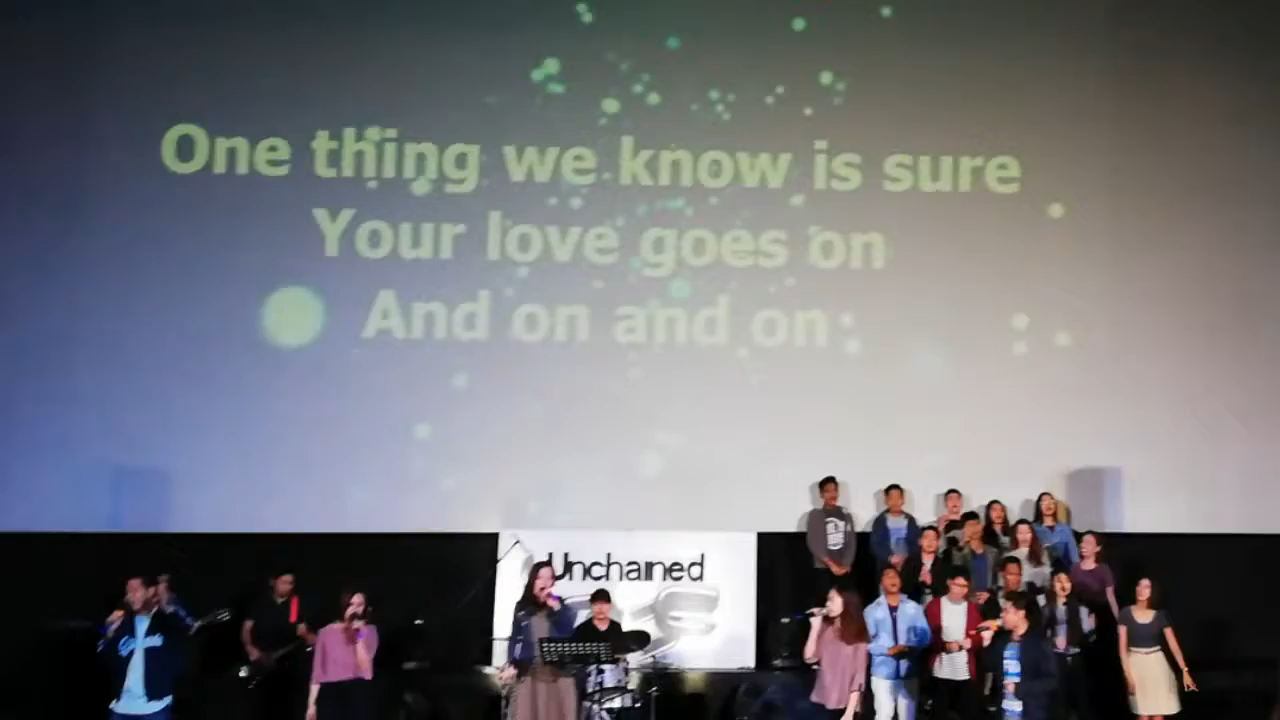 One thing we know is sure
Your love goes on
And on and on
Unchained